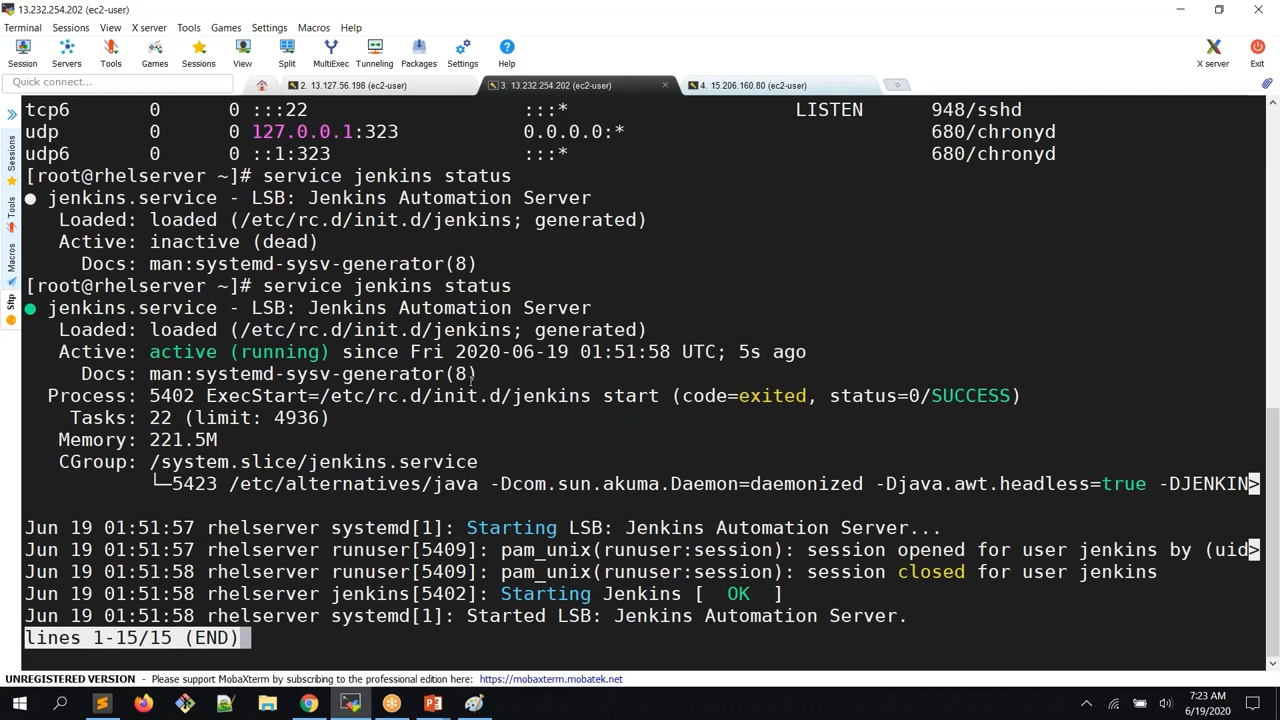 13.232.254.202 (ec2-user)
Terminal Sessions View X server Tools Games Settings Macros Help
Session Servers Tools Games Sessions View Split MultiExec Tunneling Packages Settings Help X server Exit
Quick connect... 2. 13.127.56.198 (ec2-user) 3. 13.232.254.202 (ec2-user) 4. 15.206.160.80 (ec2-user)
Sessions
Tools
Macros
Sftp
tcp6 0 0 :::22 :::* LISTEN 948/sshd
udp 0 0 127.0.0.1:323 0.0.0.0:* 680/chronyd
udp6 0 0 ::1:323 :::* 680/chronyd
[root@rhelserver ~]# service jenkins status
● jenkins.service - LSB: Jenkins Automation Server
Loaded: loaded (/etc/rc.d/init.d/jenkins; generated)
Active: inactive (dead)
Docs: man:systemd-sysv-generator(8)
[root@rhelserver ~]# service jenkins status
● jenkins.service - LSB: Jenkins Automation Server
Loaded: loaded (/etc/rc.d/init.d/jenkins; generated)
Active: active (running) since Fri 2020-06-19 01:51:58 UTC; 5s ago
Docs: man:systemd-sysv-generator(8)
Process: 5402 ExecStart=/etc/rc.d/init.d/jenkins start (code=exited, status=0/SUCCESS)
Tasks: 22 (limit: 4936)
Memory: 221.5M
CGroup: /system.slice/jenkins.service
└─5423 /etc/alternatives/java -Dcom.sun.akuma.Daemon=daemonized -Djava.awt.headless=true -DJENKIN>
Jun 19 01:51:57 rhelserver systemd[1]: Starting LSB: Jenkins Automation Server...
Jun 19 01:51:57 rhelserver runuser[5409]: pam_unix(runuser:session): session opened for user jenkins by (uid>
Jun 19 01:51:58 rhelserver runuser[5409]: pam_unix(runuser:session): session closed for user jenkins
Jun 19 01:51:58 rhelserver jenkins[5402]: Starting Jenkins [ OK ]
Jun 19 01:51:58 rhelserver systemd[1]: Started LSB: Jenkins Automation Server.
lines 1-15/15 (END)
UNREGISTERED VERSION - Please support MobaXterm by subscribing to the professional edition here: https://mobaxterm.mobatek.net
7:23 AM
6/19/2020